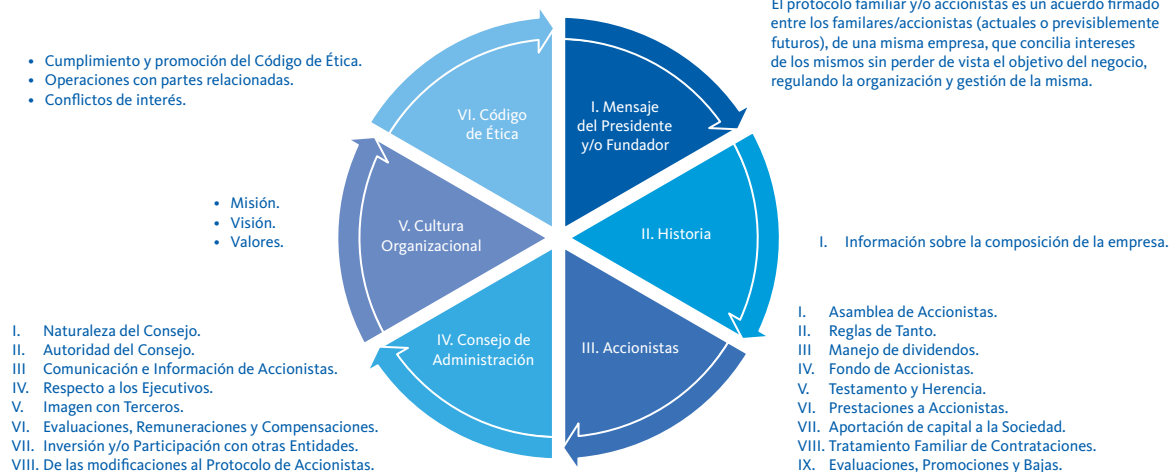 El protocolo familiar y/o accionistas es un acuerdo firmado
entre los familares/accionistas (actuales o previsiblemente
futuros), de una misma empresa, que concilia intereses
de los mismos sin perder de vista el objetivo del negocio,
regulando la organización y gestión de la misma.
I. Mensaje
del Presidente
y/o Fundador
II. Historia
I. Información sobre la composición de la empresa.
III. Accionistas
I. Asamblea de Accionistas.
II. Reglas de Tanto.
III Manejo de dividendos.
IV. Fondo de Accionistas.
V. Testamento y Herencia.
VI. Prestaciones a Accionistas.
VII. Aportación de capital a la Sociedad.
VIII. Tratamiento Familiar de Contrataciones.
IX. Evaluaciones, Promociones y Bajas.
IV. Consejo de
Administración
I. Naturaleza del Consejo.
II. Autoridad del Consejo.
III Comunicación e Información de Accionistas.
IV. Respecto a los Ejecutivos.
V. Imagen con Terceros.
VI. Evaluaciones, Remuneraciones y Compensaciones.
VII. Inversión y/o Participación con otras Entidades.
VIII. De las modificaciones al Protocolo de Accionistas.
V. Cultura
Organizacional
• Misión.
• Visión.
• Valores.
VI. Código
de Ética
• Cumplimiento y promoción del Código de Ética.
• Operaciones con partes relacionadas.
• Conflictos de interés.